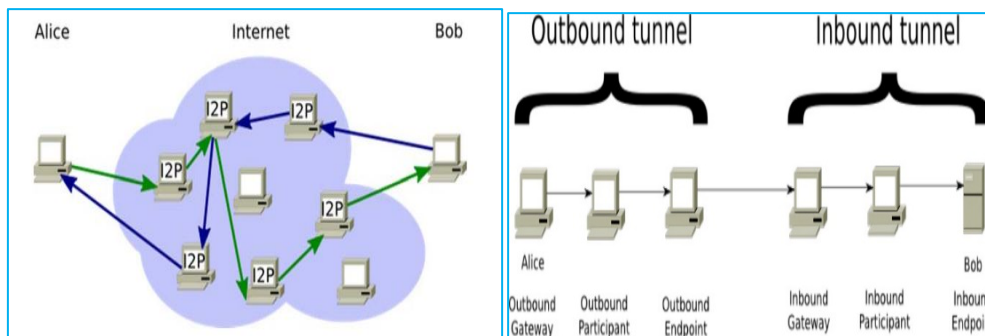 Alice Internet Bob
I2P
I2P
I2P
I2P
I2P
I2P
Outbound tunnel Inbound tunnel
Alice Bob
Outbound Outbound Outbound Inbound Inbound Inbound
Gateway Participant Endpoint Gateway Participant